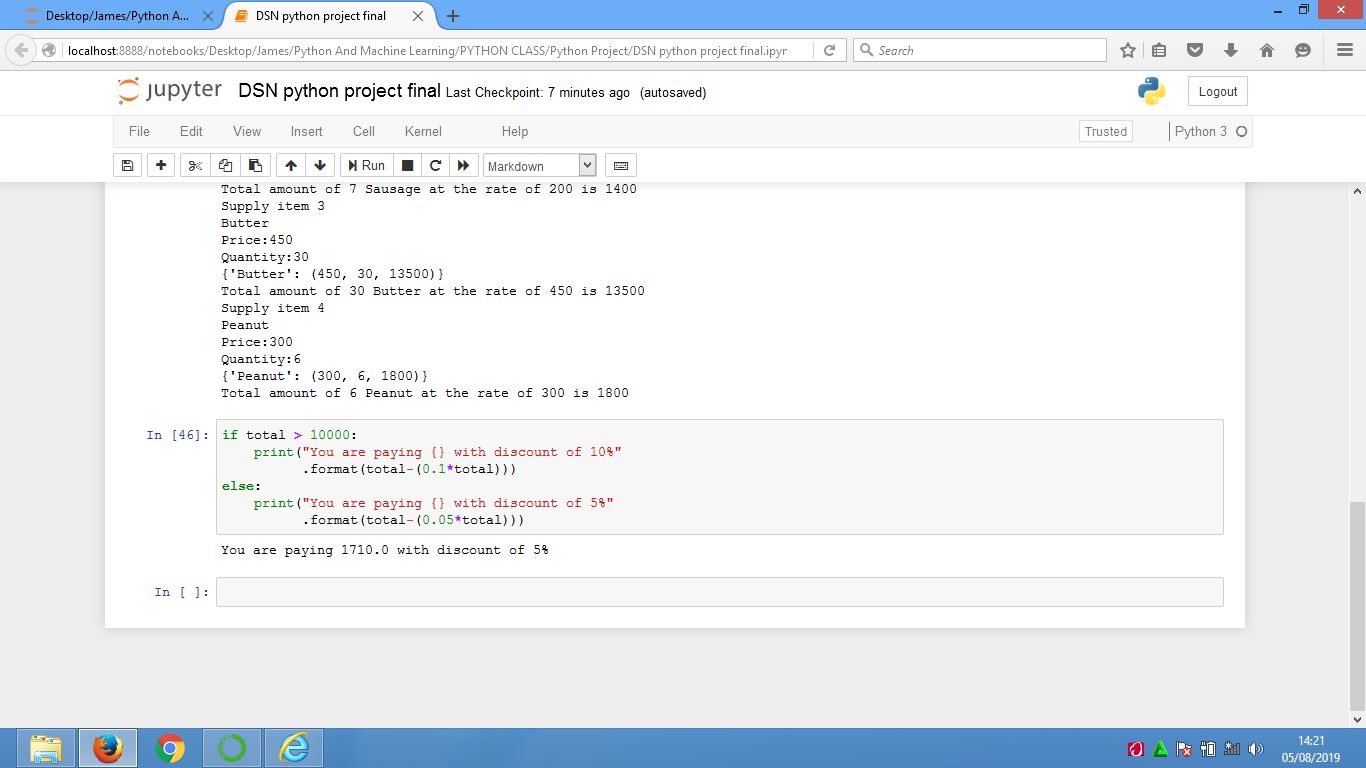 Desktop/James/Python A...
DSN python project final
localhost:8888/notebooks/Desktop/James/Python And Machine Learning/PYTHON CLASS/Python Project/DSN python project final.ipyr
Search
jupyter DSN python project final Last Checkpoint: 7 minutes ago (autosaved)
Logout
File Edit View Insert Cell Kernel Help
Trusted
Python 3
Run
Markdown
Total amount of 7 Sausage at the rate of 200 is 1400
Supply item 3
Butter
Price:450
Quantity:30
{'Butter': (450, 30, 13500)}
Total amount of 30 Butter at the rate of 450 is 13500
Supply item 4
Peanut
Price:300
Quantity:6
{'Peanut': (300, 6, 1800)}
Total amount of 6 Peanut at the rate of 300 is 1800
In [46]: if total > 10000:
print("You are paying {} with discount of 10%"
.format(total-(0.1*total)))
else:
print("You are paying {} with discount of 5%"
.format(total-(0.05*total)))
You are paying 1710.0 with discount of 5%
In [ ]:
14:21
05/08/2019